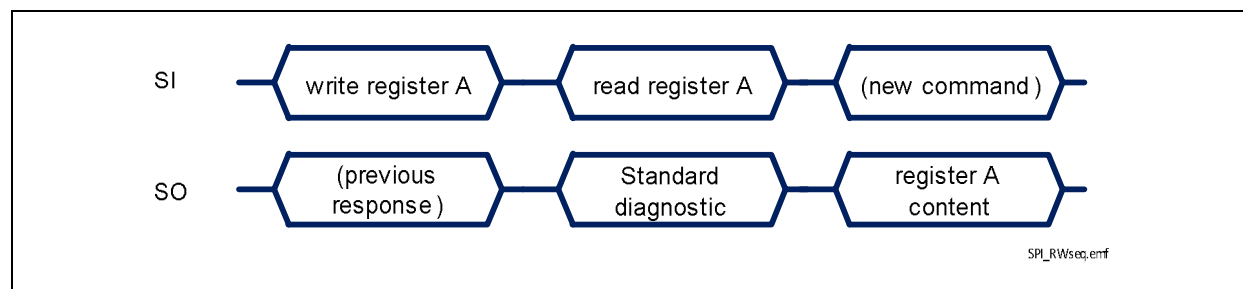 SI
write register A
read register A
(new command )
SO
(previous
response )
Standard
diagnostic
register A
content
SPI_RWseq.emf